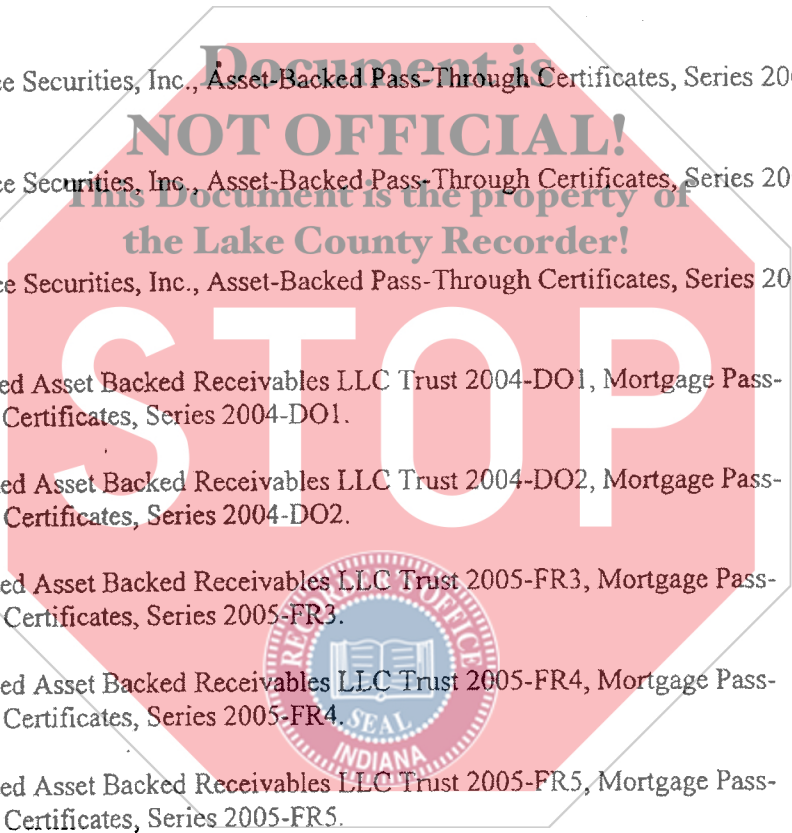 ce Securities, Inc., Asset-Backed Pass-Through Certificates, Series 20
Document is
NOT OFFICIAL!
ce Securities, Inc., Asset-Backed Pass-Through Certificates, Series 20
This Document is the property of
the Lake County Recorder!
ce Securities, Inc., Asset-Backed Pass-Through Certificates, Series 20
STOP
ed Asset Backed Receivables LLC Trust 2004-DO1, Mortgage Pass-
Certificates, Series 2004-DO1.
ed Asset Backed Receivables LLC Trust 2004-DO2, Mortgage Pass-
Certificates, Series 2004-DO2.
ed Asset Backed Receivables LLC Trust 2005-FR3, Mortgage Pass-
Certificates, Series 2005-FR3.
RECORDER'S OFFICE
ed Asset Backed Receivables LLC Trust 2005-FR4, Mortgage Pass-
Certificates, Series 2005-FR4.
SEAL
INDIANA
ed Asset Backed Receivables LLC Trust 2005-FR5, Mortgage Pass-
Certificates, Series 2005-FR5.